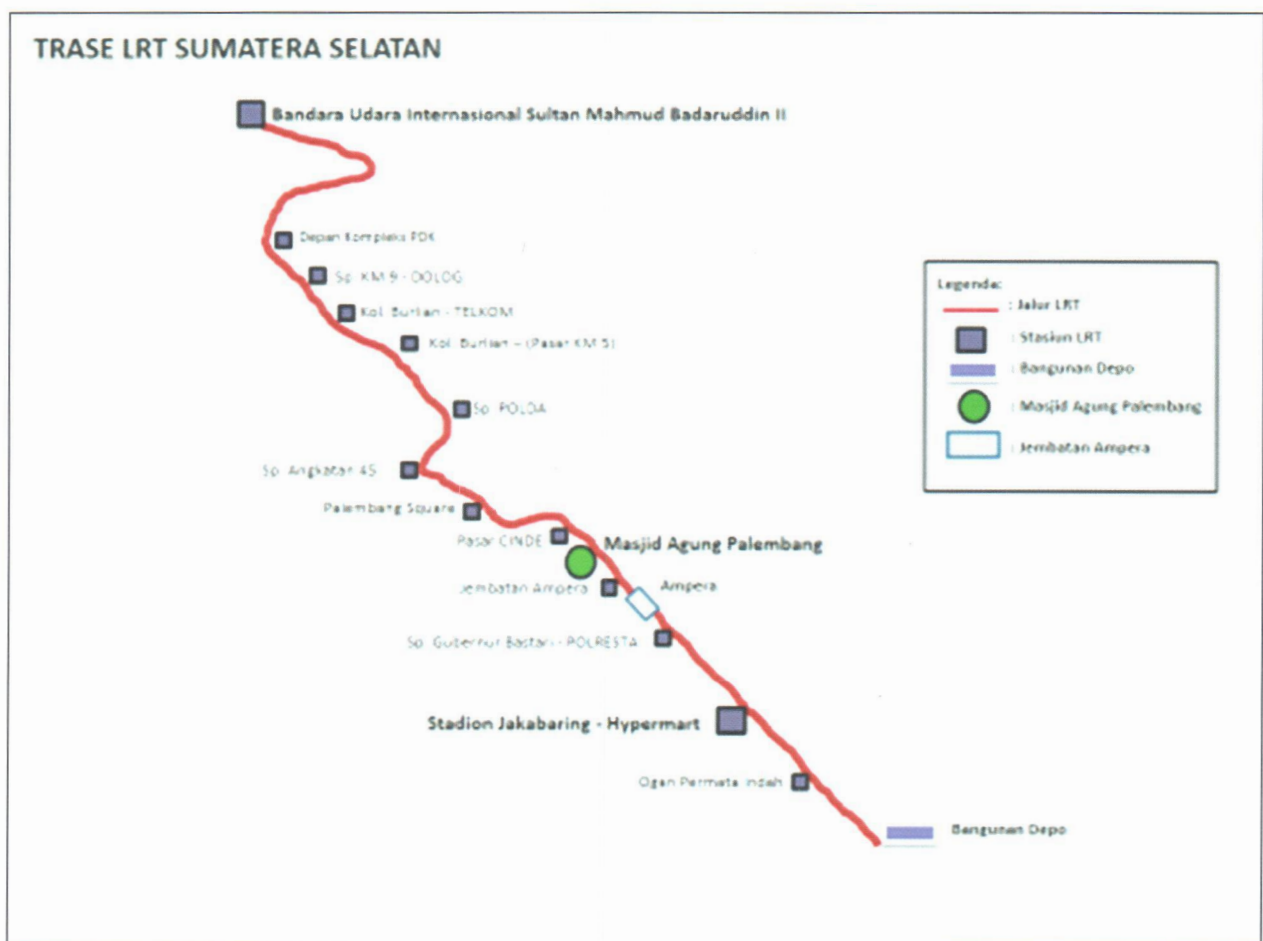 TRASE LRT SUMATERA SELATAN
Bandara Udara Internasional Sultan Mahmud Badaruddin II
Depan Kompleks PDK
Sp. KM 9 - DOLOG
Kol. Burlian - TELKOM
Kol. Burlian – (Pasar KM 5)
Sp. POLDA
Sp. Angkatan 45
Palembang Square
Pasar CINDE
Masjid Agung Palembang
Jembatan Ampera
Ampera
Sp. Gubernur Bastari - POLRESTA
Stadion Jakabaring - Hypermart
Ogan Permata Indah
Bangunan Depo
Legenda:
: Jalur LRT
: Stasiun LRT
: Bangunan Depo
: Masjid Agung Palembang
: Jembatan Ampera